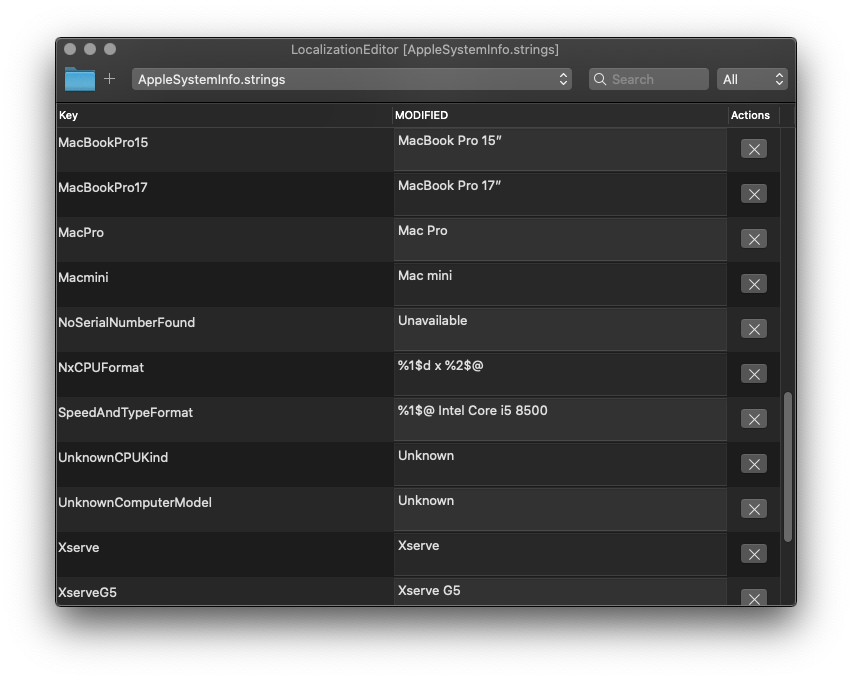 LocalizationEditor [AppleSystemInfo.strings]
AppleSystemInfo.strings Search All
Key MODIFIED Actions
MacBookPro15 MacBook Pro 15″
MacBookPro17 MacBook Pro 17″
MacPro Mac Pro
Macmini Mac mini
NoSerialNumberFound Unavailable
NxCPUFormat %1$d x %2$@
SpeedAndTypeFormat %1$@ Intel Core i5 8500
UnknownCPUKind Unknown
UnknownComputerModel Unknown
Xserve Xserve
XserveG5 Xserve G5